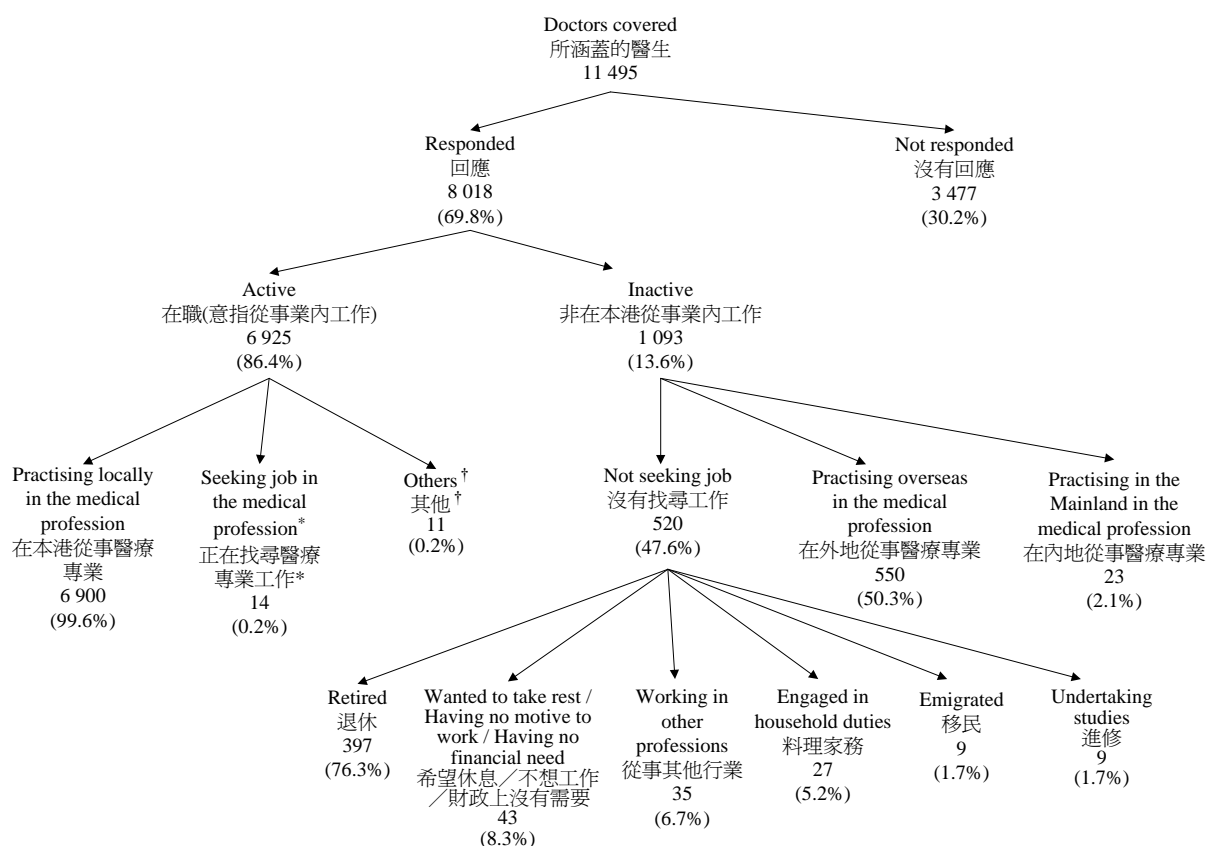 Doctors covered
所涵蓋的醫生
11 495
Responded
回應
8 018
(69.8%)
Not responded
沒有回應
3 477
(30.2%)
Active
在職(意指從事業內工作)
6 925
(86.4%)
Inactive
非在本港從事業內工作
1 093
(13.6%)
Practising locally
in the medical
profession
在本港從事醫療
專業
6 900
(99.6%)
Seeking job in
the medical
profession*
正在找尋醫療
專業工作*
14
(0.2%)
Others †
其他 †
11
(0.2%)
Not seeking job
沒有找尋工作
520
(47.6%)
Practising overseas
in the medical
profession
在外地從事醫療專業
550
(50.3%)
Practising in the
Mainland in the
medical profession
在內地從事醫療專業
23
(2.1%)
Retired
退休
397
(76.3%)
Wanted to take rest /
Having no motive to
work / Having no
financial need
希望休息／不想工作
／財政上沒有需要
43
(8.3%)
Working in
other
professions
從事其他行業
35
(6.7%)
Engaged in
household duties
料理家務
27
(5.2%)
Emigrated
移民
9
(1.7%)
Undertaking
studies
進修
9
(1.7%)